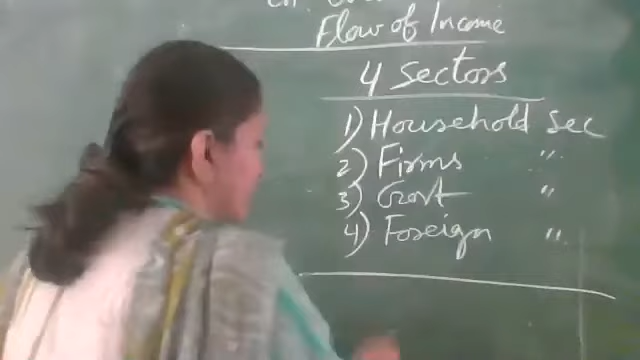 Flow of Income
4 Sectors
1) Household Sec
2) Firms "
3) Govt "
4) Foreign "